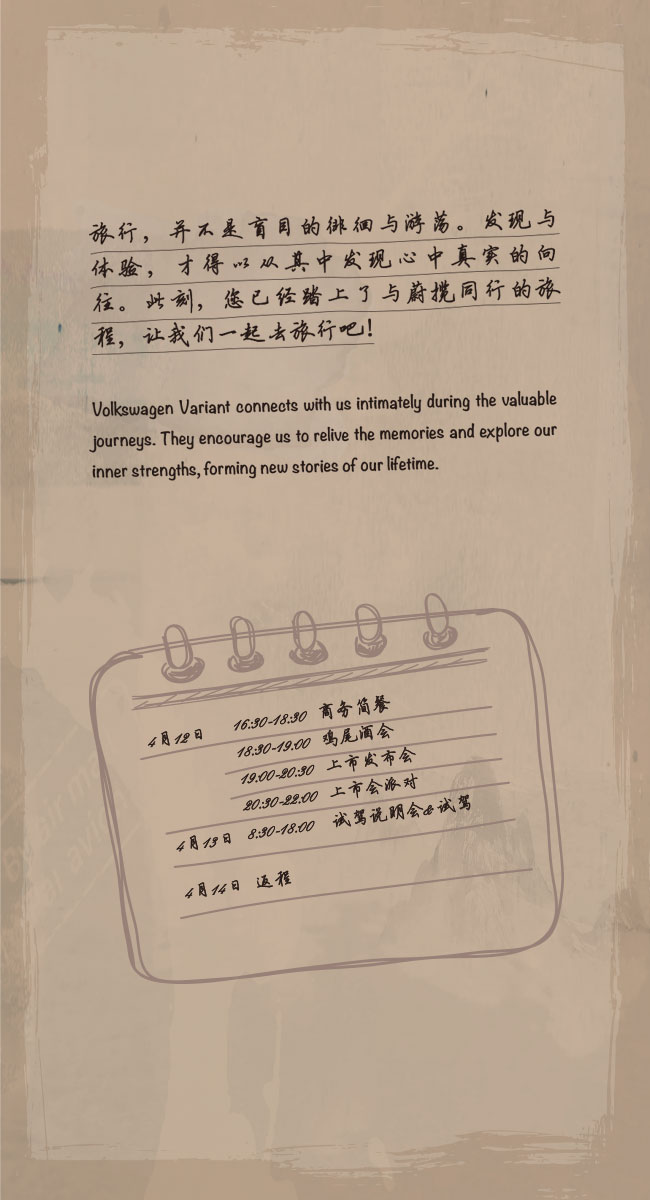 旅行，并不是盲目的徘徊与游荡。发现与
体验，才得以从其中发现心中真实的向
往。此刻，您已经踏上了与蔚揽同行的旅
程，让我们一起去旅行吧！
Volkswagen Variant connects with us intimately during the valuable
journeys. They encourage us to relive the memories and explore our
inner strengths, forming new stories of our lifetime.
4月12日 16:30-18:30 商务简餐
18:30-19:00 鸡尾酒会
19:00-20:30 上市发布会
20:30-22:00 上市会派对
4月13日 8:30-18:00 试驾说明会&试驾
4月14日 返程